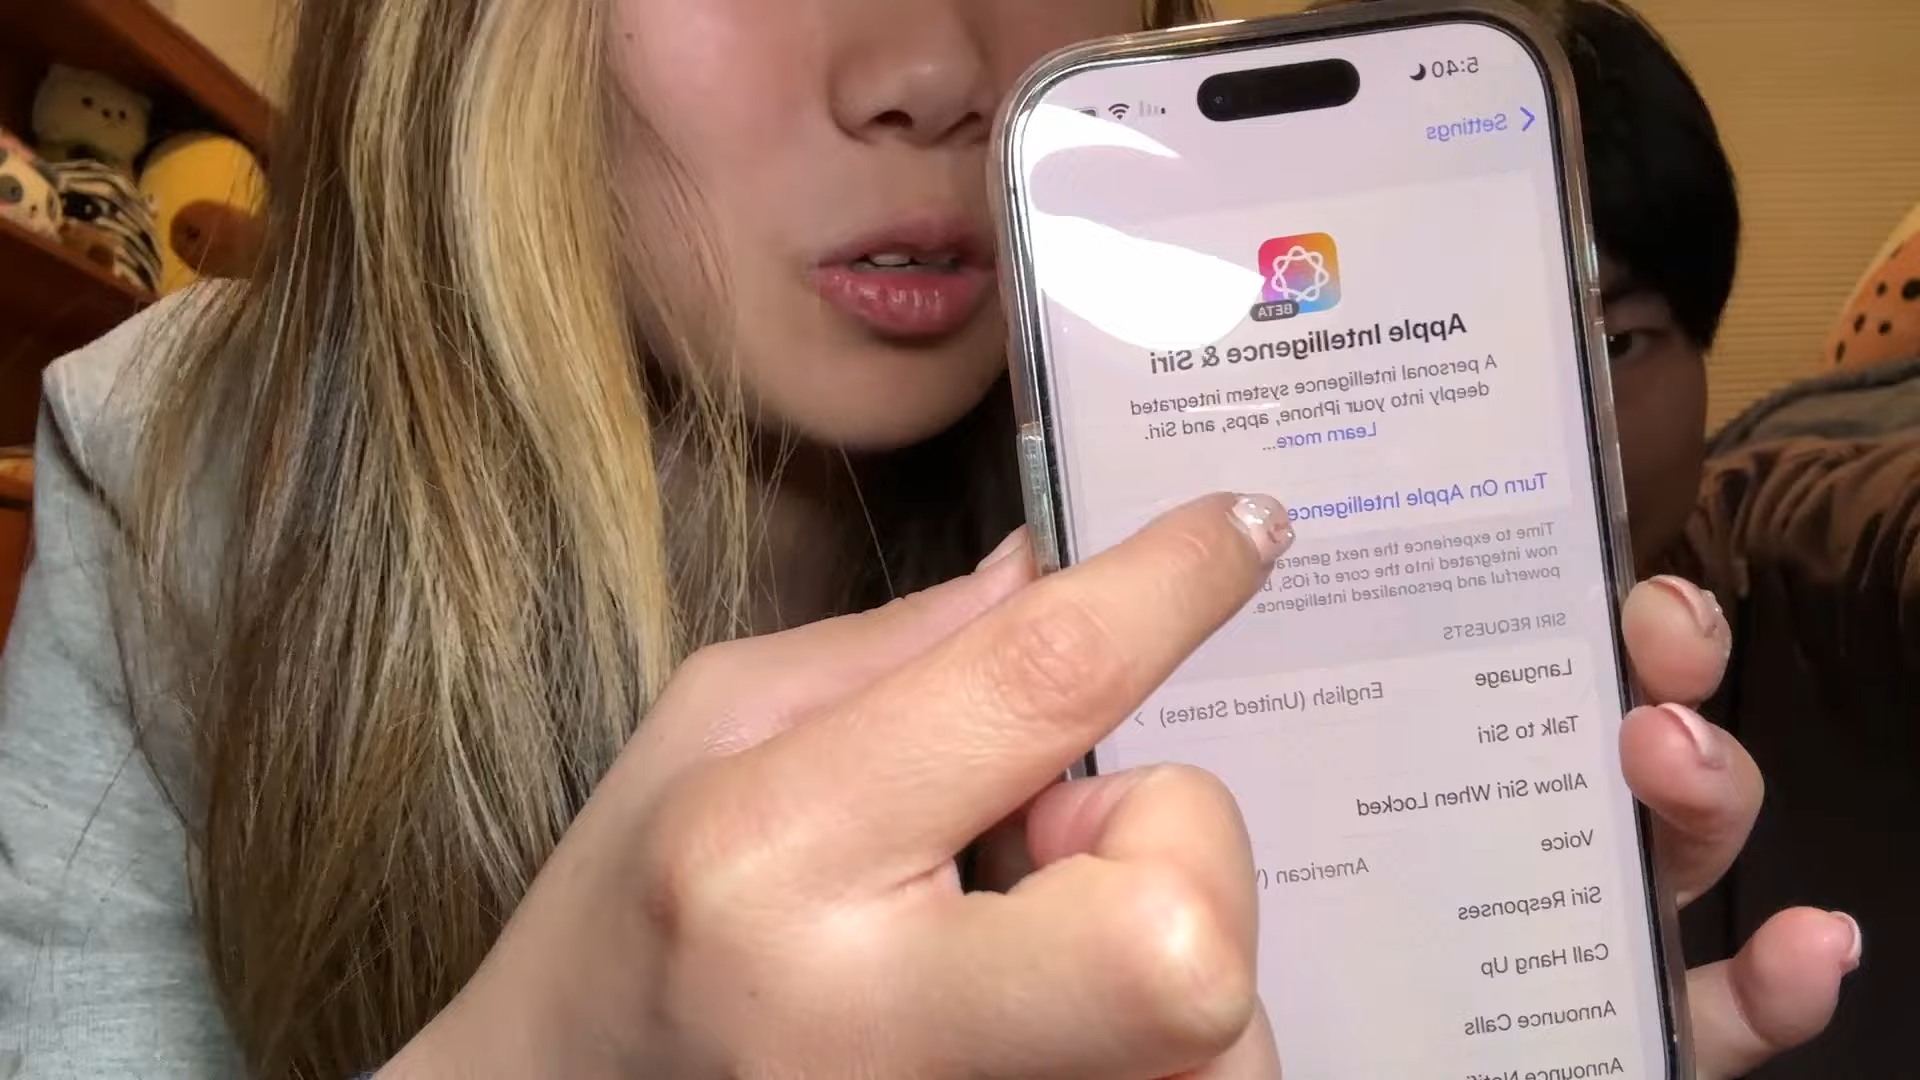 5:40
Settings
BETA
Apple Intelligence & Siri
A personal intelligence system integrated
deeply into your iPhone, apps, and Siri.
Learn more...
Turn On Apple Intelligence
Time to experience the next
now integrated into the core of iOS,
powerful and personalized intelligence.
SIRI REQUESTS
Language English (United States)
Talk to Siri
Allow Siri When Locked
Voice American (
Siri Responses
Call Hang Up
Announce Calls
Announce